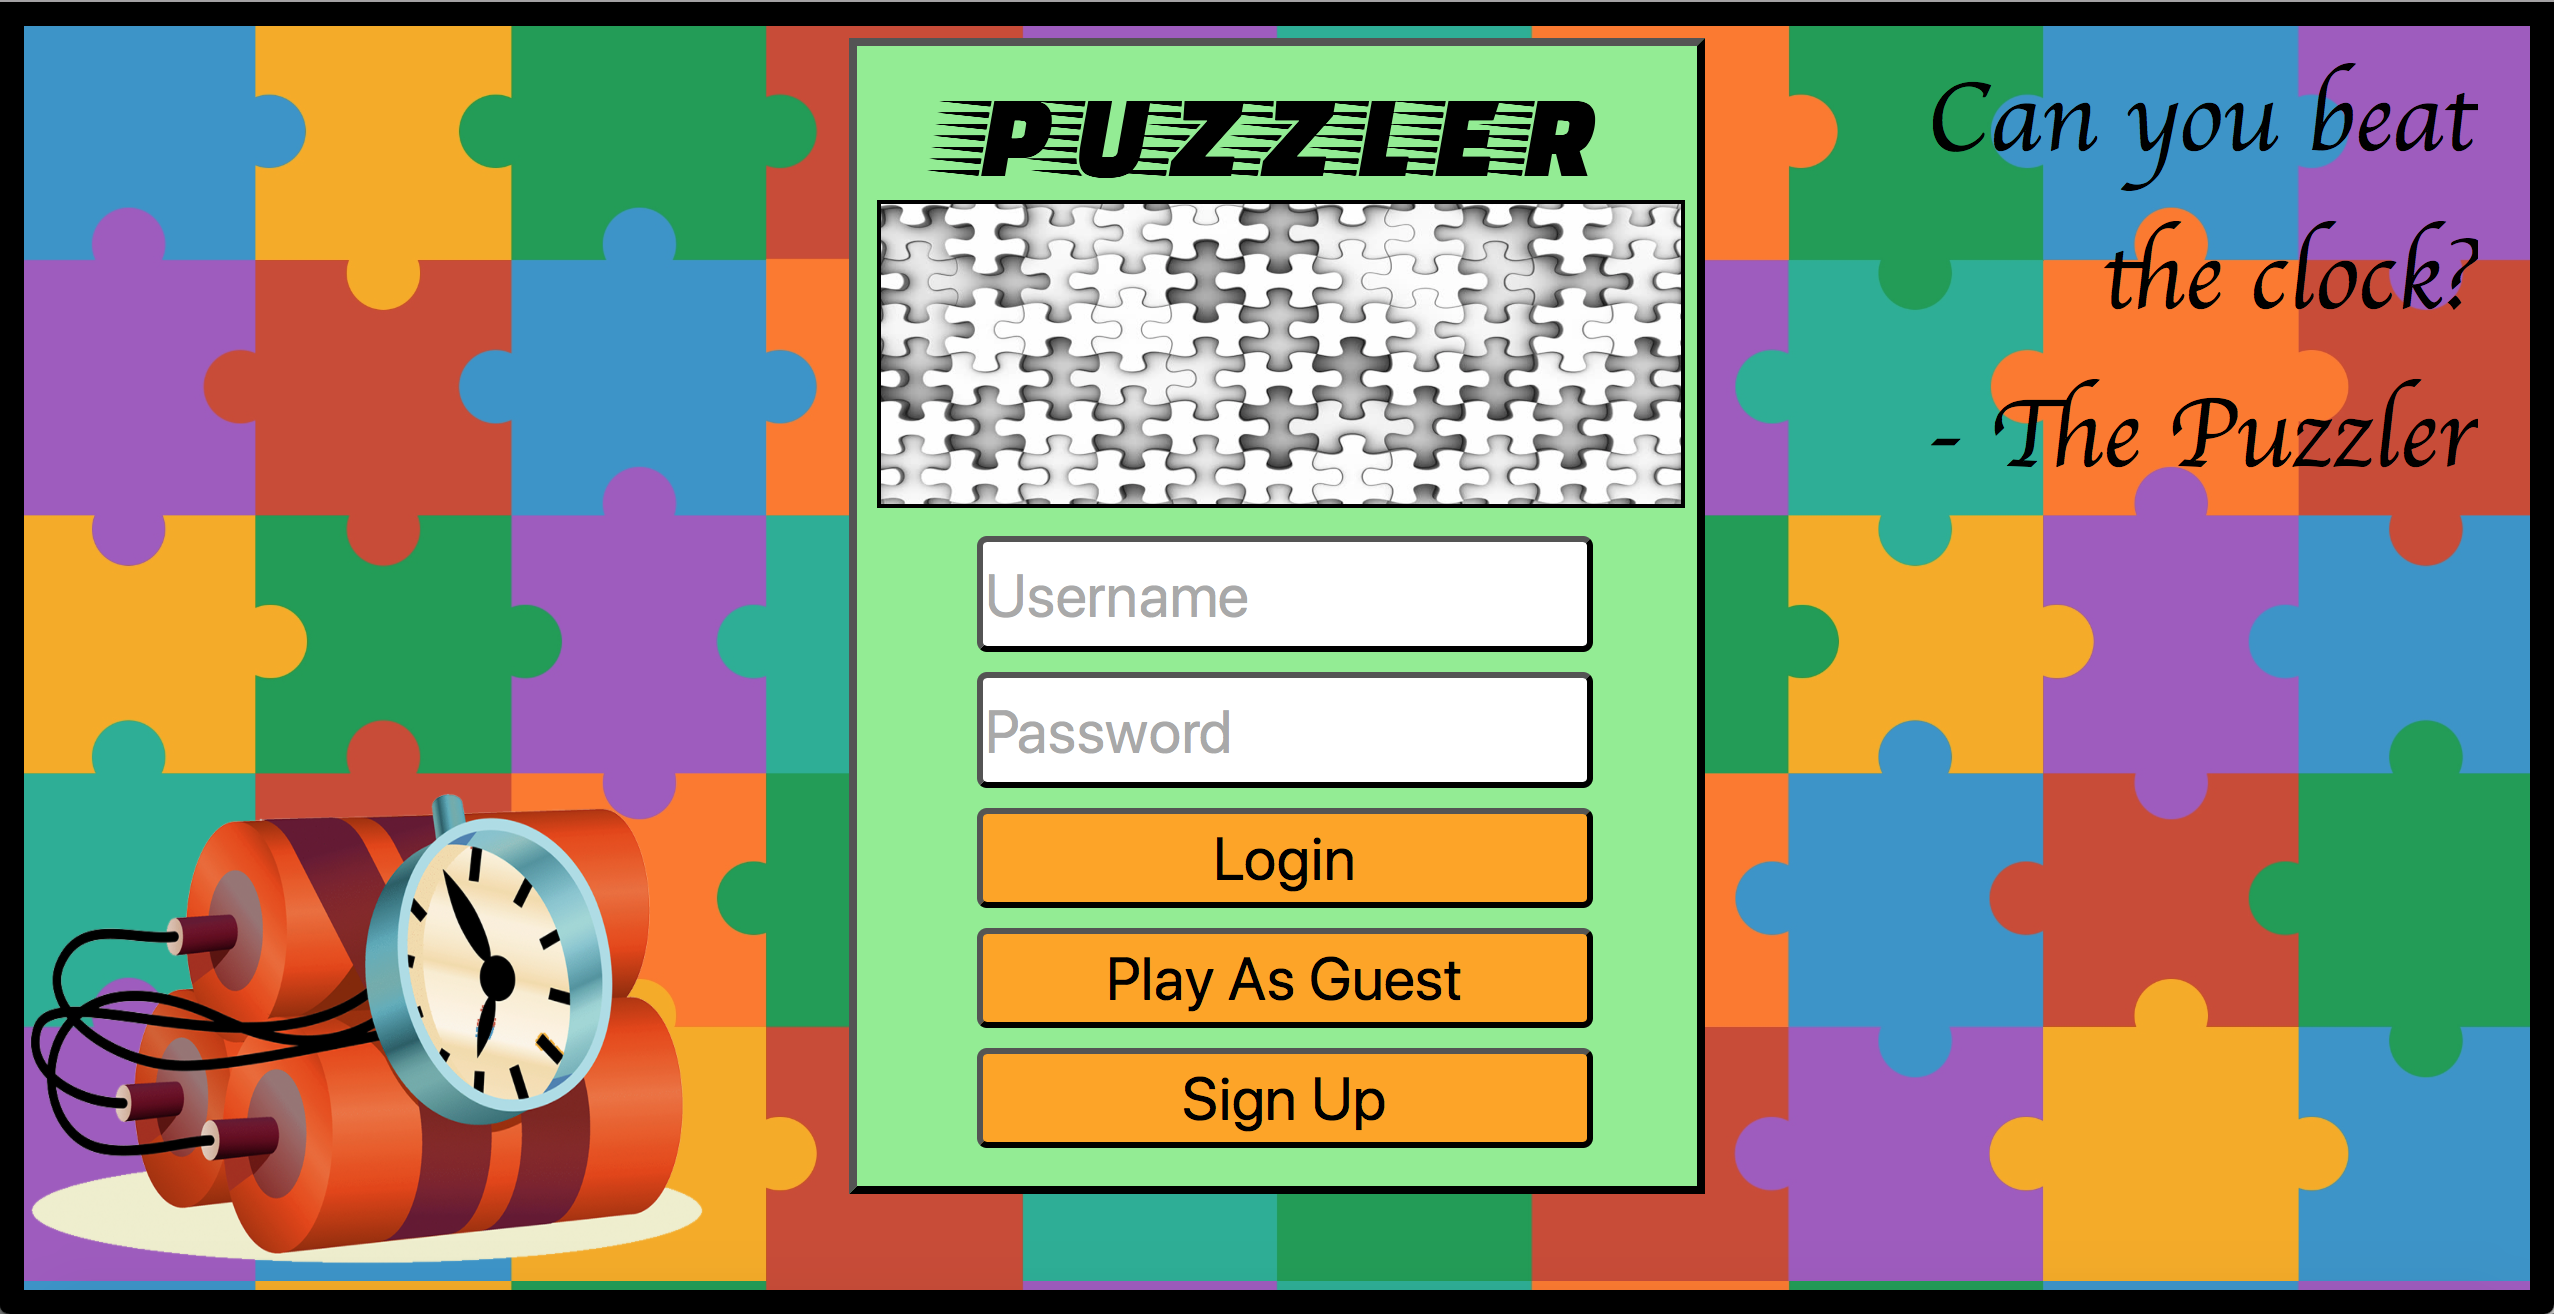 PUZZLER
Can you beat
the clock?
- The Puzzler
Username
Password
Login
Play As Guest
Sign Up